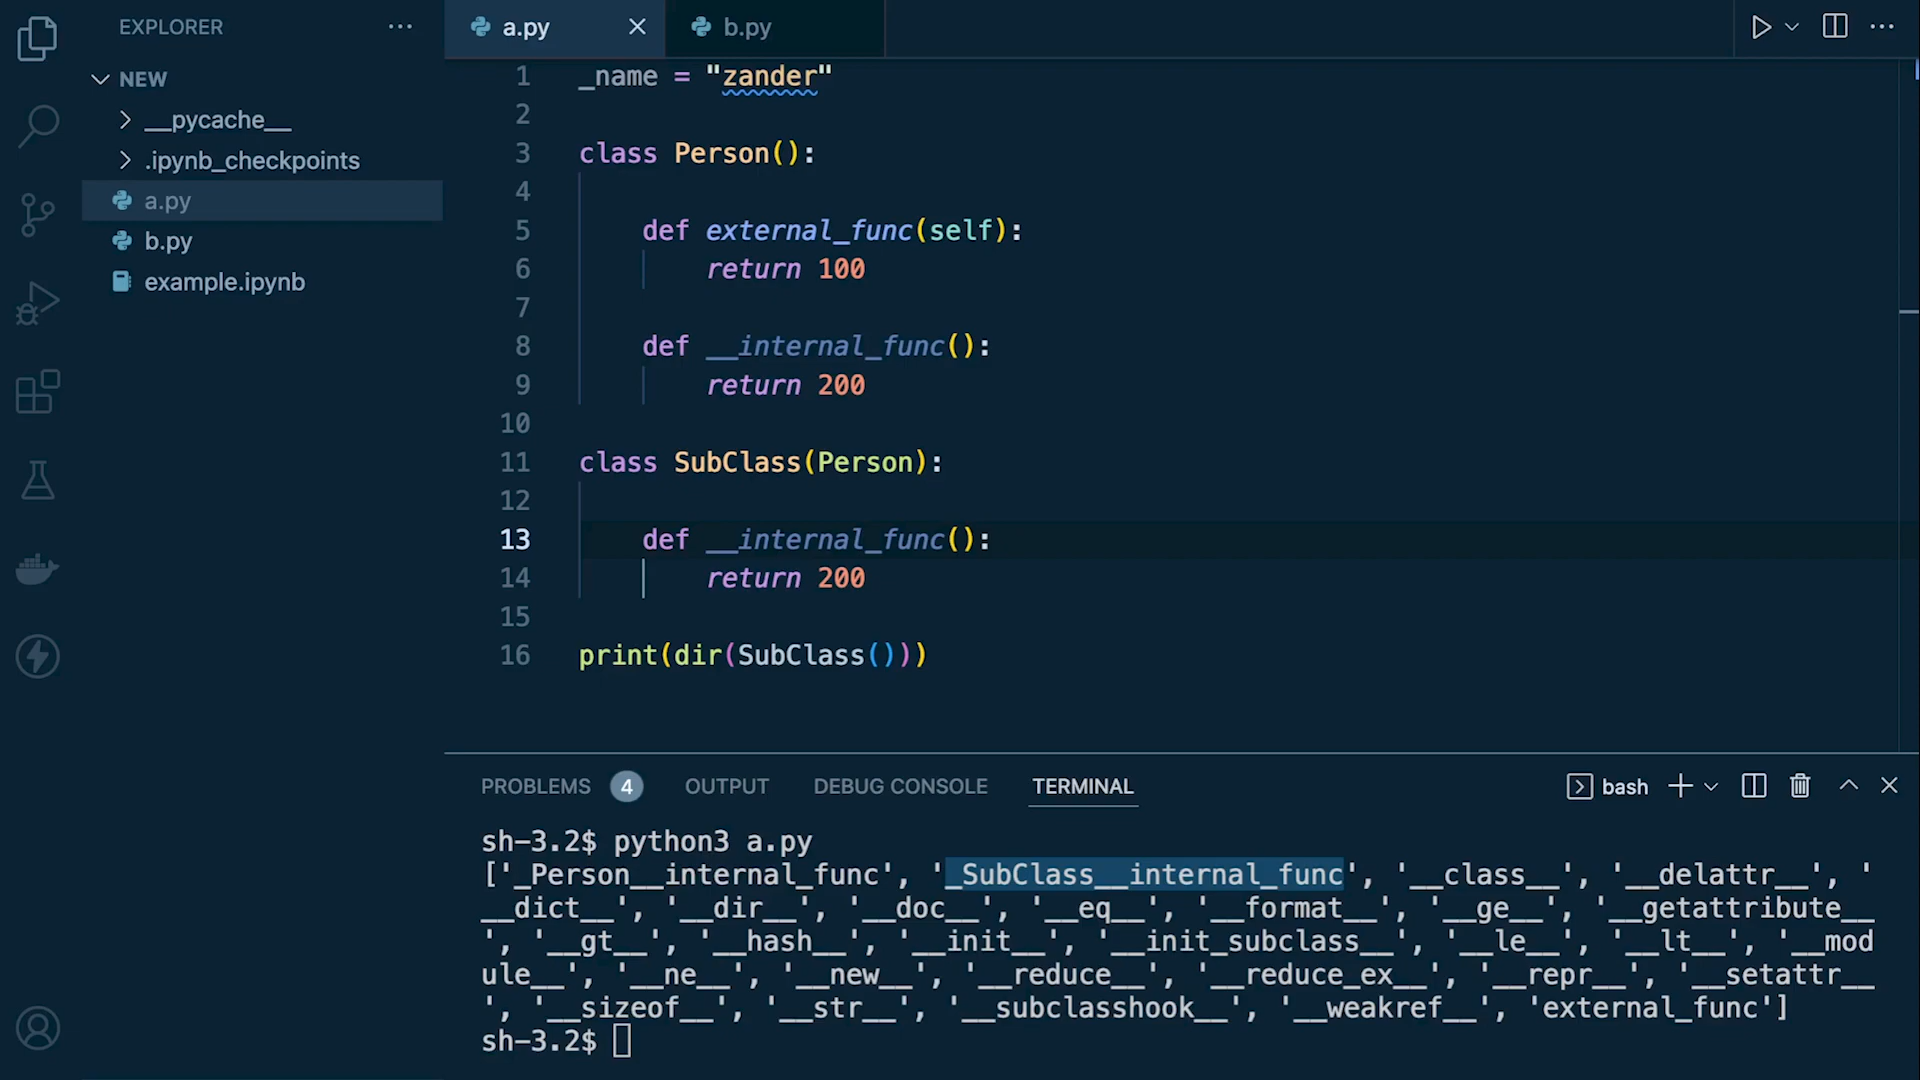 EXPLORER
NEW
__pycache__
.ipynb_checkpoints
a.py
b.py
example.ipynb
a.py
b.py
1 _name = "zander"
2
3 class Person():
4
5 def external_func(self):
6 return 100
7
8 def __internal_func():
9 return 200
10
11 class SubClass(Person):
12
13 def __internal_func():
14 return 200
15
16 print(dir(SubClass()))
PROBLEMS 4 OUTPUT DEBUG CONSOLE TERMINAL bash
sh-3.2$ python3 a.py
['_Person__internal_func', '_SubClass__internal_func', '__class__', '__delattr__', '
__dict__', '__dir__', '__doc__', '__eq__', '__format__', '__ge__', '__getattribute__
', '__gt__', '__hash__', '__init__', '__init_subclass__', '__le__', '__lt__', '__mod
ule__', '__ne__', '__new__', '__reduce__', '__reduce_ex__', '__repr__', '__setattr__
', '__sizeof__', '__str__', '__subclasshook__', '__weakref__', 'external_func']
sh-3.2$